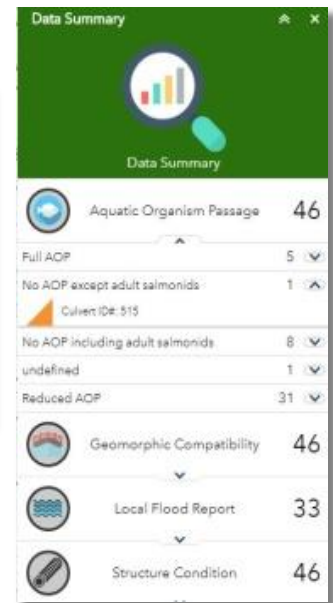 Data Summary
Data Summary
Aquatic Organism Passage 46
Full AOP 5
No AOP except adult salmonids 1
Culvert ID#: 515
No AOP including adult salmonids 8
undefined 1
Reduced AOP 31
Geomorphic Compatibility 46
Local Flood Report 33
Structure Condition 46